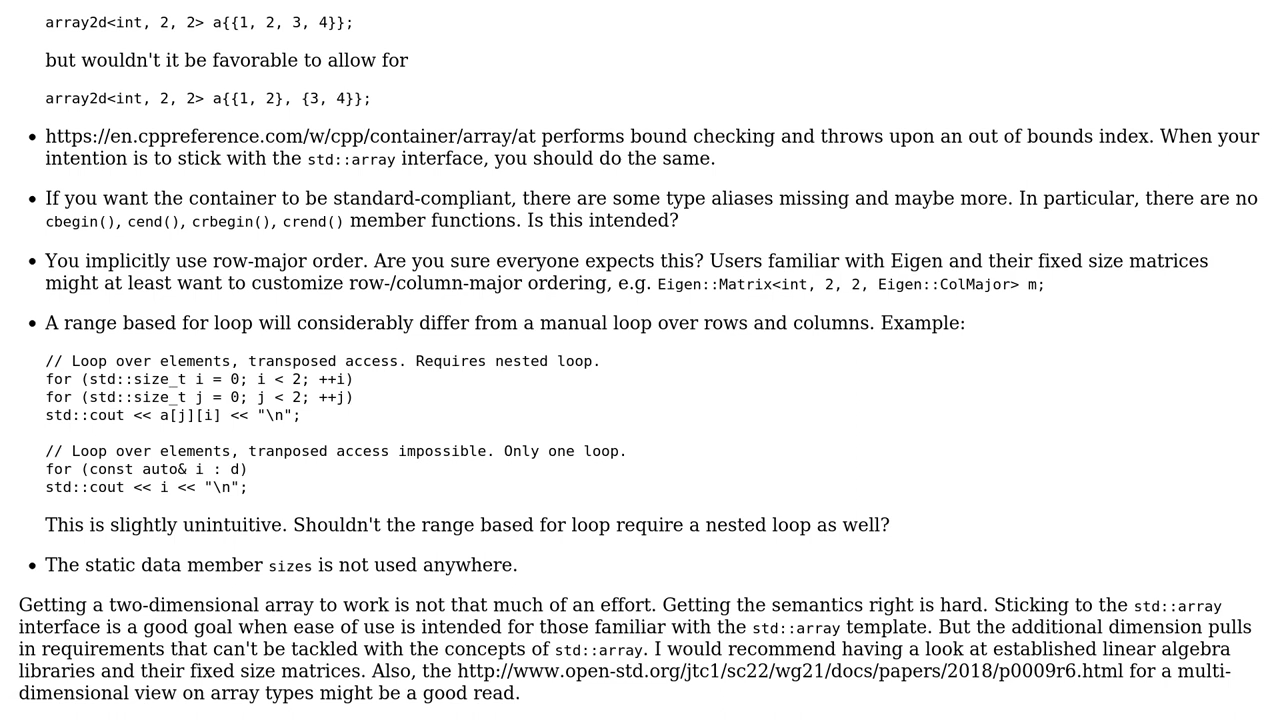 array2d<int, 2, 2> a{{1, 2, 3, 4}};
but wouldn't it be favorable to allow for
array2d<int, 2, 2> a{{1, 2}, {3, 4}};
• https://en.cppreference.com/w/cpp/container/array/at performs bound checking and throws upon an out of bounds index. When your
intention is to stick with the std::array interface, you should do the same.
• If you want the container to be standard-compliant, there are some type aliases missing and maybe more. In particular, there are no
cbegin(), cend(), crbegin(), crend() member functions. Is this intended?
• You implicitly use row-major order. Are you sure everyone expects this? Users familiar with Eigen and their fixed size matrices
might at least want to customize row-/column-major ordering, e.g. Eigen::Matrix<int, 2, 2, Eigen::ColMajor> m;
• A range based for loop will considerably differ from a manual loop over rows and columns. Example:
// Loop over elements, transposed access. Requires nested loop.
for (std::size_t i = 0; i < 2; ++i)
for (std::size_t j = 0; j < 2; ++j)
std::cout << a[j][i] << "\n";
// Loop over elements, tranposed access impossible. Only one loop.
for (const auto& i : d)
std::cout << i << "\n";
This is slightly unintuitive. Shouldn't the range based for loop require a nested loop as well?
• The static data member sizes is not used anywhere.
Getting a two-dimensional array to work is not that much of an effort. Getting the semantics right is hard. Sticking to the std::array
interface is a good goal when ease of use is intended for those familiar with the std::array template. But the additional dimension pulls
in requirements that can't be tackled with the concepts of std::array. I would recommend having a look at established linear algebra
libraries and their fixed size matrices. Also, the http://www.open-std.org/jtc1/sc22/wg21/docs/papers/2018/p0009r6.html for a multi-
dimensional view on array types might be a good read.